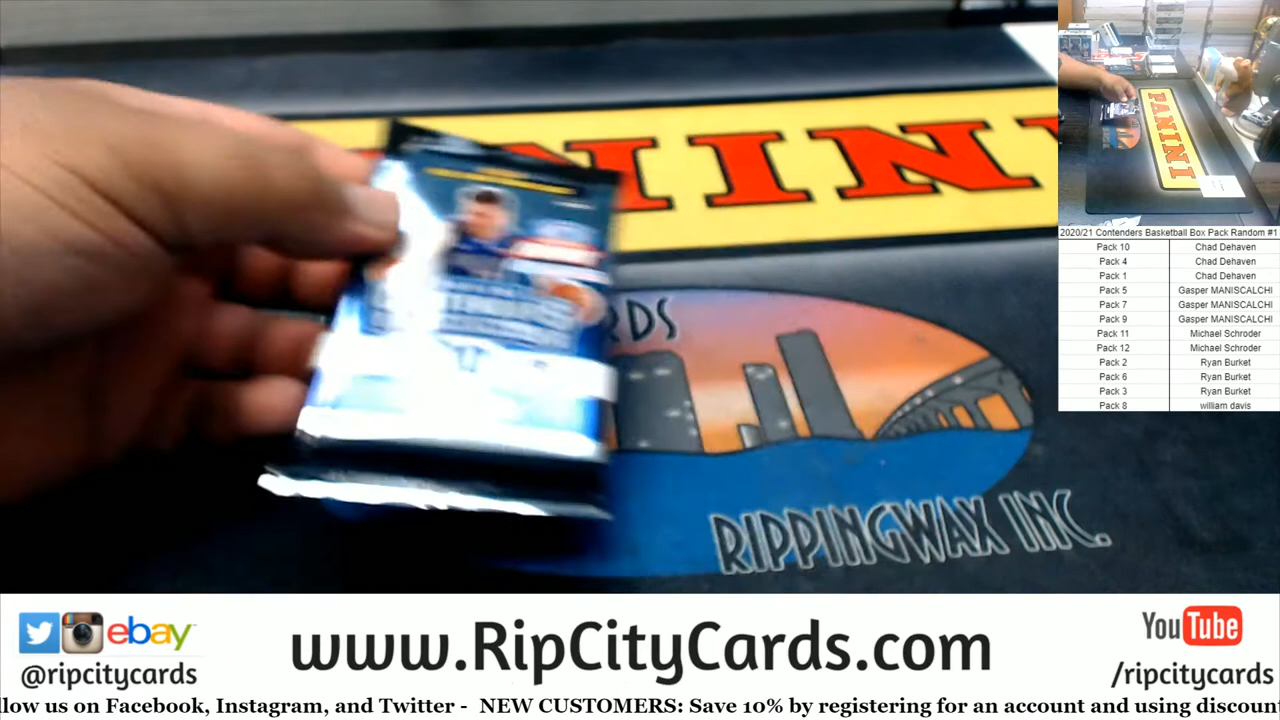 ININI
RDS
RIPPINGWAX INC.
PANINI
2020/21 Contenders Basketball Box Pack Random #1
Pack 10 Chad Dehaven
Pack 4 Chad Dehaven
Pack 1 Chad Dehaven
Pack 5 Gasper MANISCALCHI
Pack 7 Gasper MANISCALCHI
Pack 9 Gasper MANISCALCHI
Pack 11 Michael Schroder
Pack 12 Michael Schroder
Pack 2 Ryan Burket
Pack 6 Ryan Burket
Pack 3 Ryan Burket
Pack 8 william davis
ebay
@ripcitycards
www.RipCityCards.com
YouTube
/ripcitycards
llow us on Facebook, Instagram, and Twitter - NEW CUSTOMERS: Save 10% by registering for an account and using discoun